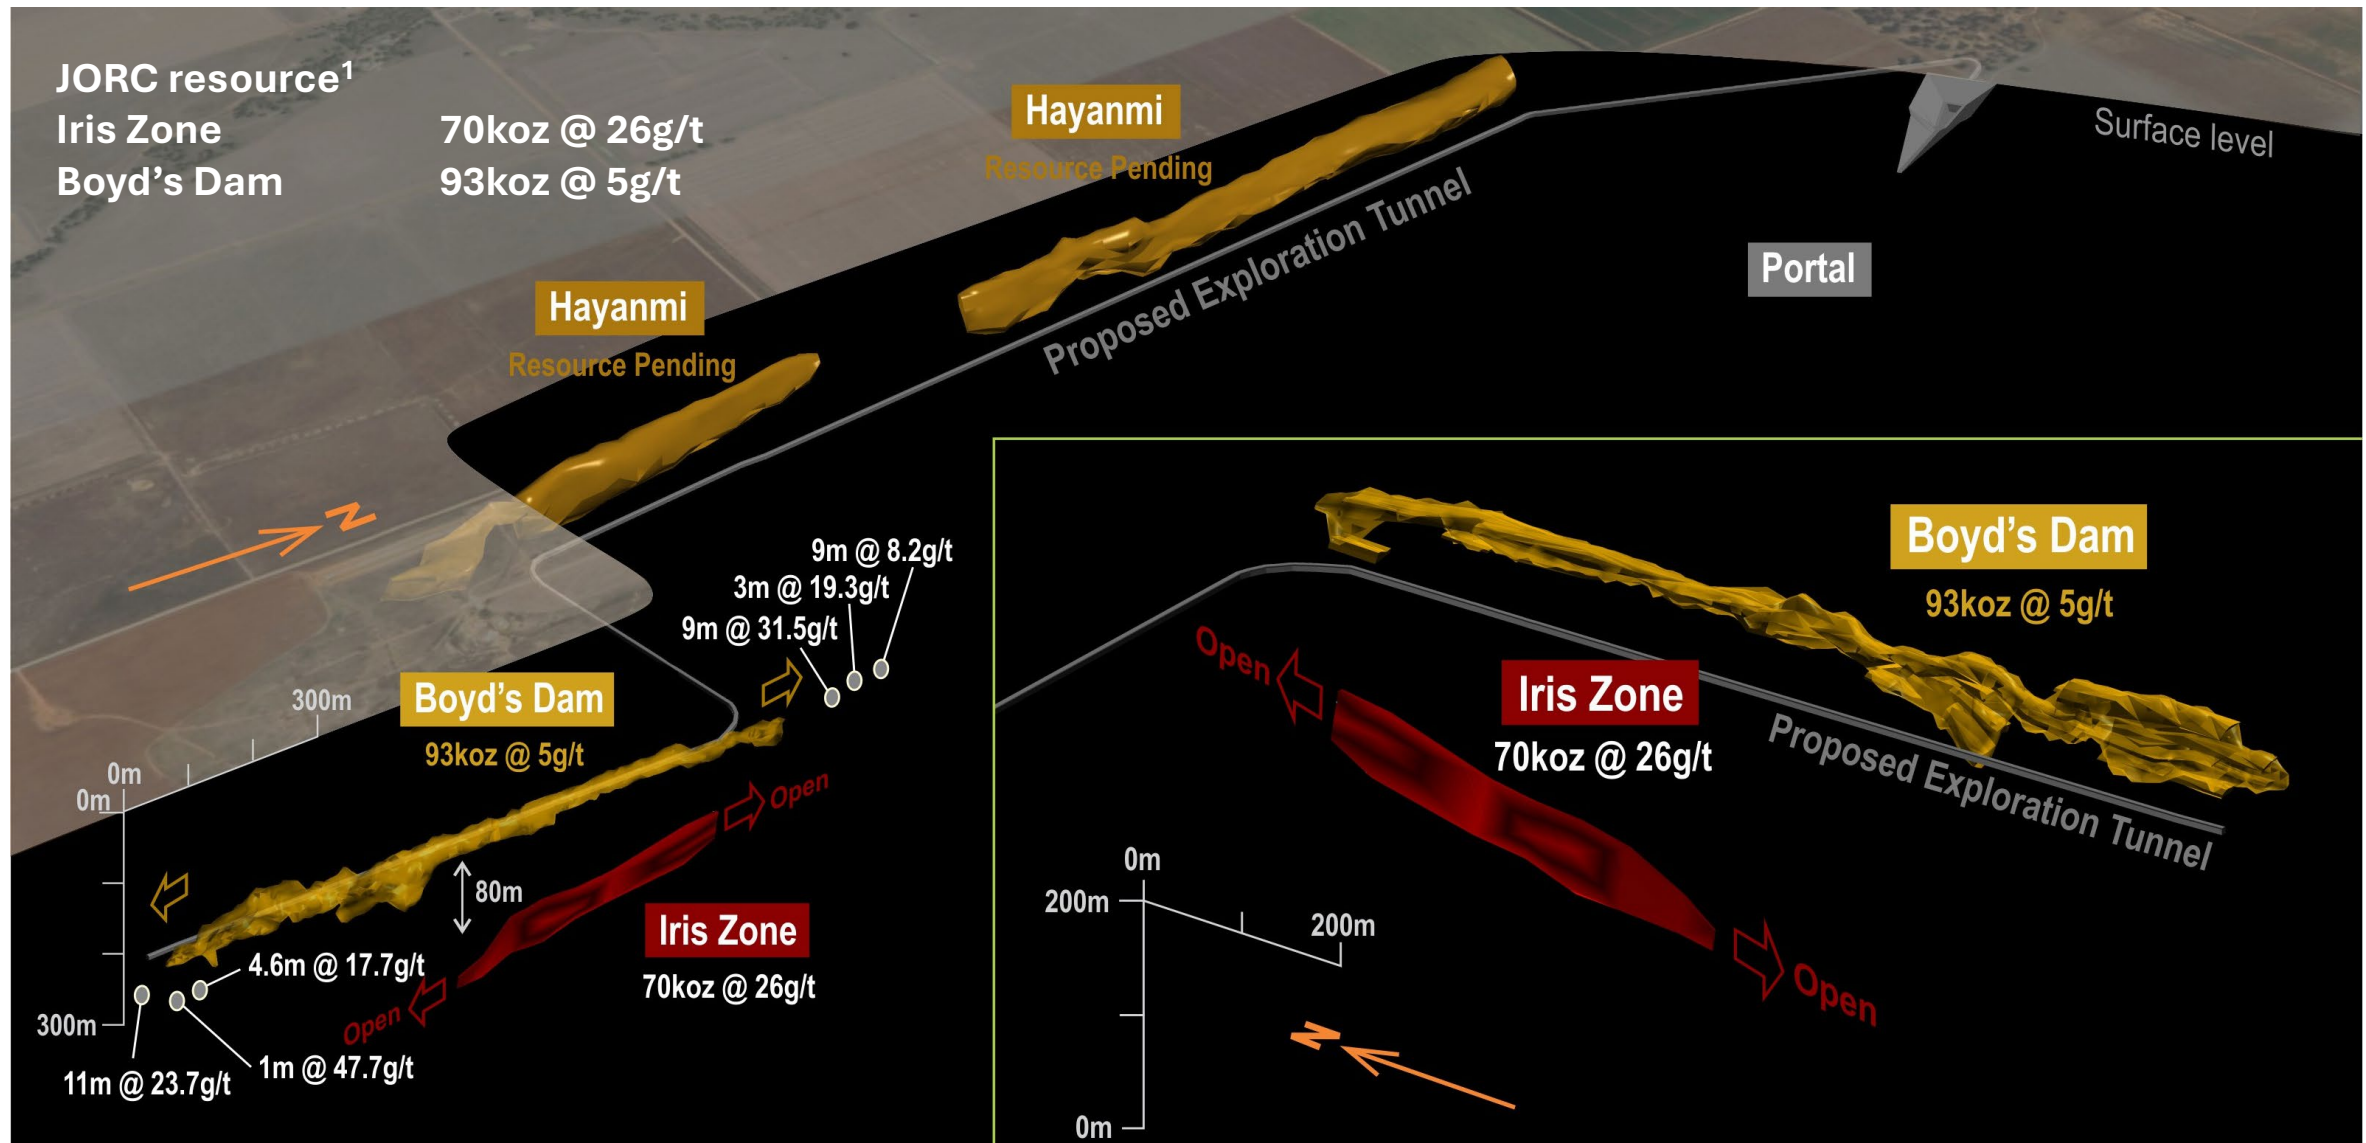 JORC resource¹
Iris Zone 70koz @ 26g/t
Boyd's Dam 93koz @ 5g/t
Hayanmi
Resource Pending
Surface level
Proposed Exploration Tunnel
Portal
Hayanmi
Resource Pending
N
9m @ 8.2g/t
3m @ 19.3g/t
9m @ 31.5g/t
300m
0m
0m
300m
Boyd's Dam
93koz @ 5g/t
Open
80m
Iris Zone
70koz @ 26g/t
4.6m @ 17.7g/t
Open
1m @ 47.7g/t
11m @ 23.7g/t
Boyd's Dam
93koz @ 5g/t
Open
Iris Zone
70koz @ 26g/t
Proposed Exploration Tunnel
0m
200m
200m
0m
Open
N